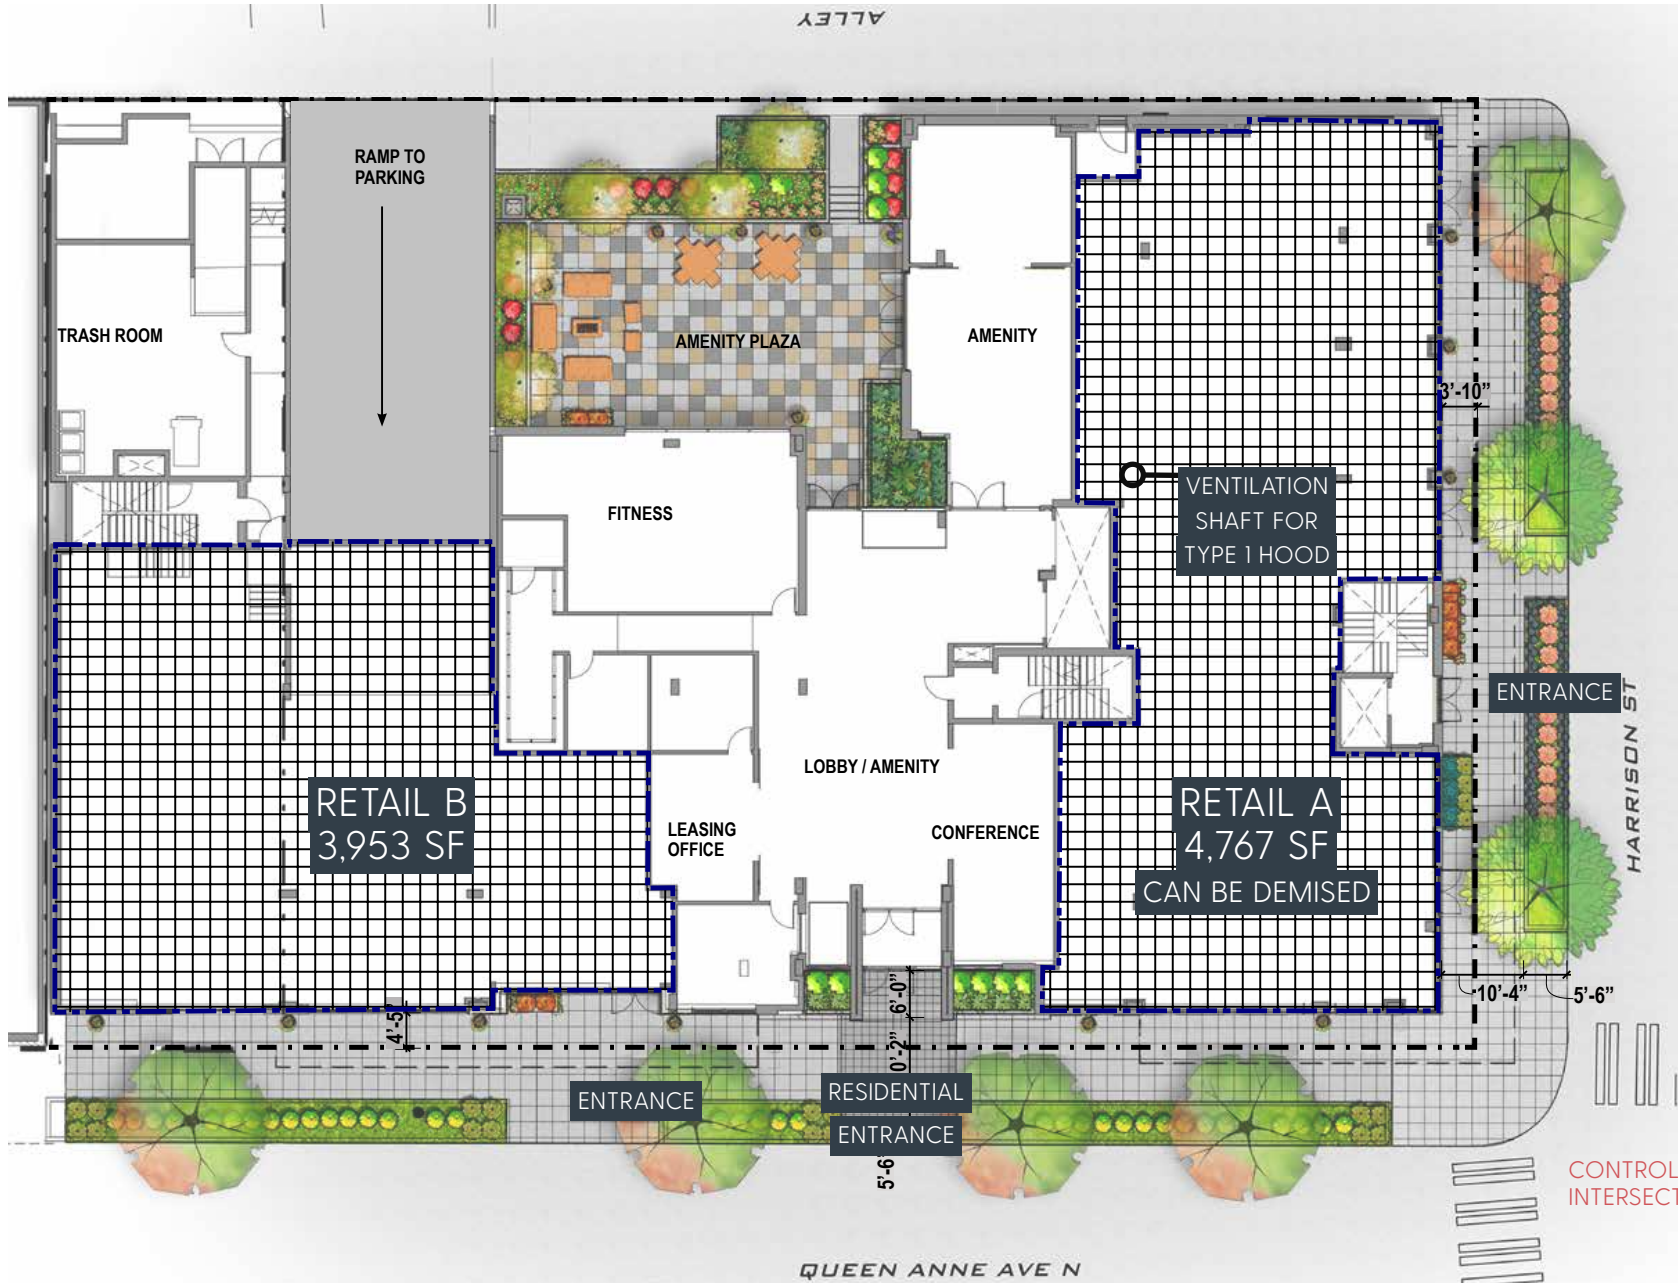 ALLEY
RAMP TO
PARKING
TRASH ROOM
AMENITY PLAZA
AMENITY
3'-10"
VENTILATION
SHAFT FOR
TYPE 1 HOOD
FITNESS
ENTRANCE
HARRISON ST
LOBBY / AMENITY
RETAIL B
3,953 SF
LEASING
OFFICE
CONFERENCE
RETAIL A
4,767 SF
CAN BE DEMISED
6'-0"
10'-4"
5'-6"
4'-5"
0'-2"
ENTRANCE
RESIDENTIAL
ENTRANCE
5'-6"
CONTROL
INTERSECT
QUEEN ANNE AVE N